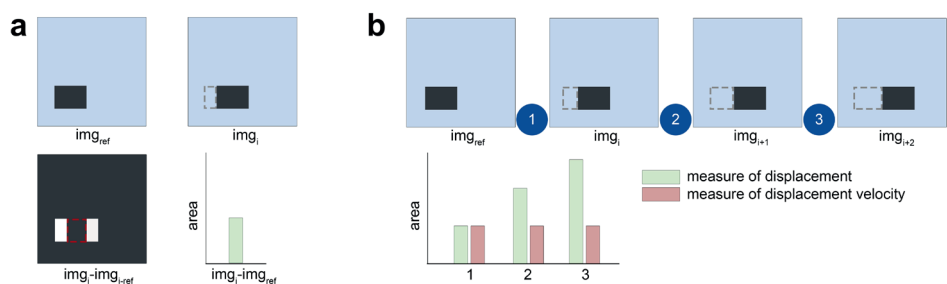 a
img_ref
img_i
img_i-img_i-ref
area
img_i-img_ref
b
1
2
3
img_ref
img_i
img_i+1
img_i+2
area
1
2
3
measure of displacement
measure of displacement velocity